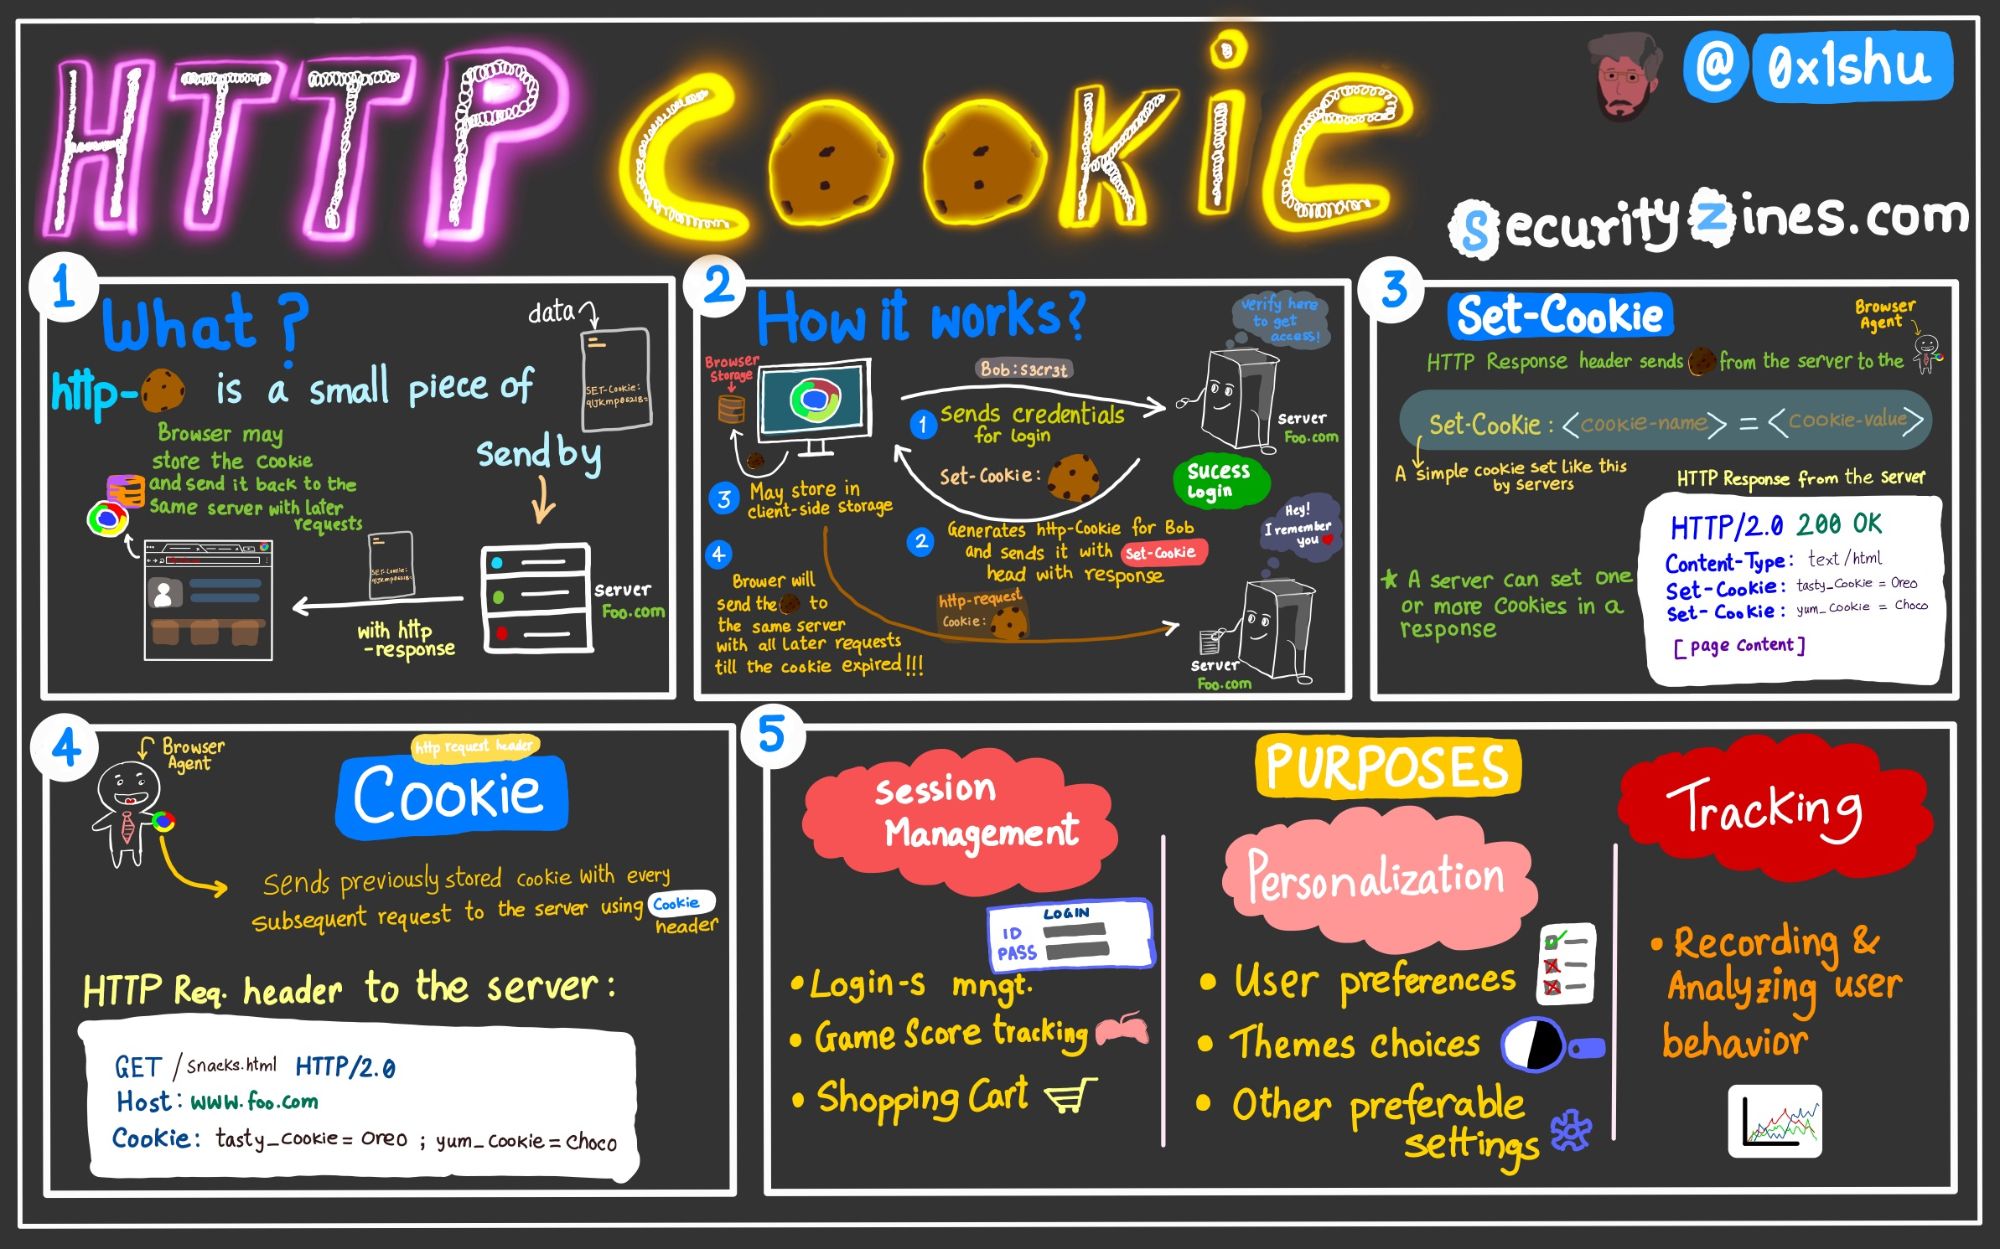 HTTP COOKiE
@ 0x1shu
SecurityZines.com
1
What?
data
http- is a small piece of
SET-Cookie:
Browser may
store the Cookie
and send it back to the
same server with later
requests
Send by
SET-Cookie:
with http
-response
Server
Foo.com
2
How it works?
verify here
to get
access!
Browser
Storage
Bob:s3cr3t
1 Sends credentials
for login
Server
Foo.com
Set-Cookie:
Sucess
Login
3 May store in
client-side storage
2 Generates http-Cookie for Bob
and sends it with Set-Cookie
head with response
Hey!
I remember
you
4
Brower will
send the to
the same server
with all later requests
till the cookie expired!!!
http-request
Cookie:
Server
Foo.com
3
Set-Cookie
Browser
Agent
HTTP Response header sends from the server to the
Set-Cookie: <cookie-name> = <cookie-value>
A simple cookie set like this
by servers
HTTP Response from the server
HTTP/2.0 200 OK
Content-Type: text/html
Set-Cookie: tasty_Cookie = Oreo
Set-Cookie: yum_Cookie = Choco
[page Content]
* A server can set one
or more Cookies in a
response
4
Browser
Agent
http request header
Cookie
Sends previously stored cookie with every
subsequent request to the server using Cookie
header
HTTP Req. header to the server:
GET /snacks.html HTTP/2.0
Host: www.foo.com
Cookie: tasty_Cookie = Oreo ; yum_Cookie = Choco
5
PURPOSES
Session
Management
LOGIN
ID
PASS
• Login-s mngt.
• Game Score tracking
• Shopping Cart
Personalization
• User preferences
• Themes choices
• Other preferable
settings
Tracking
• Recording &
Analyzing user
behavior